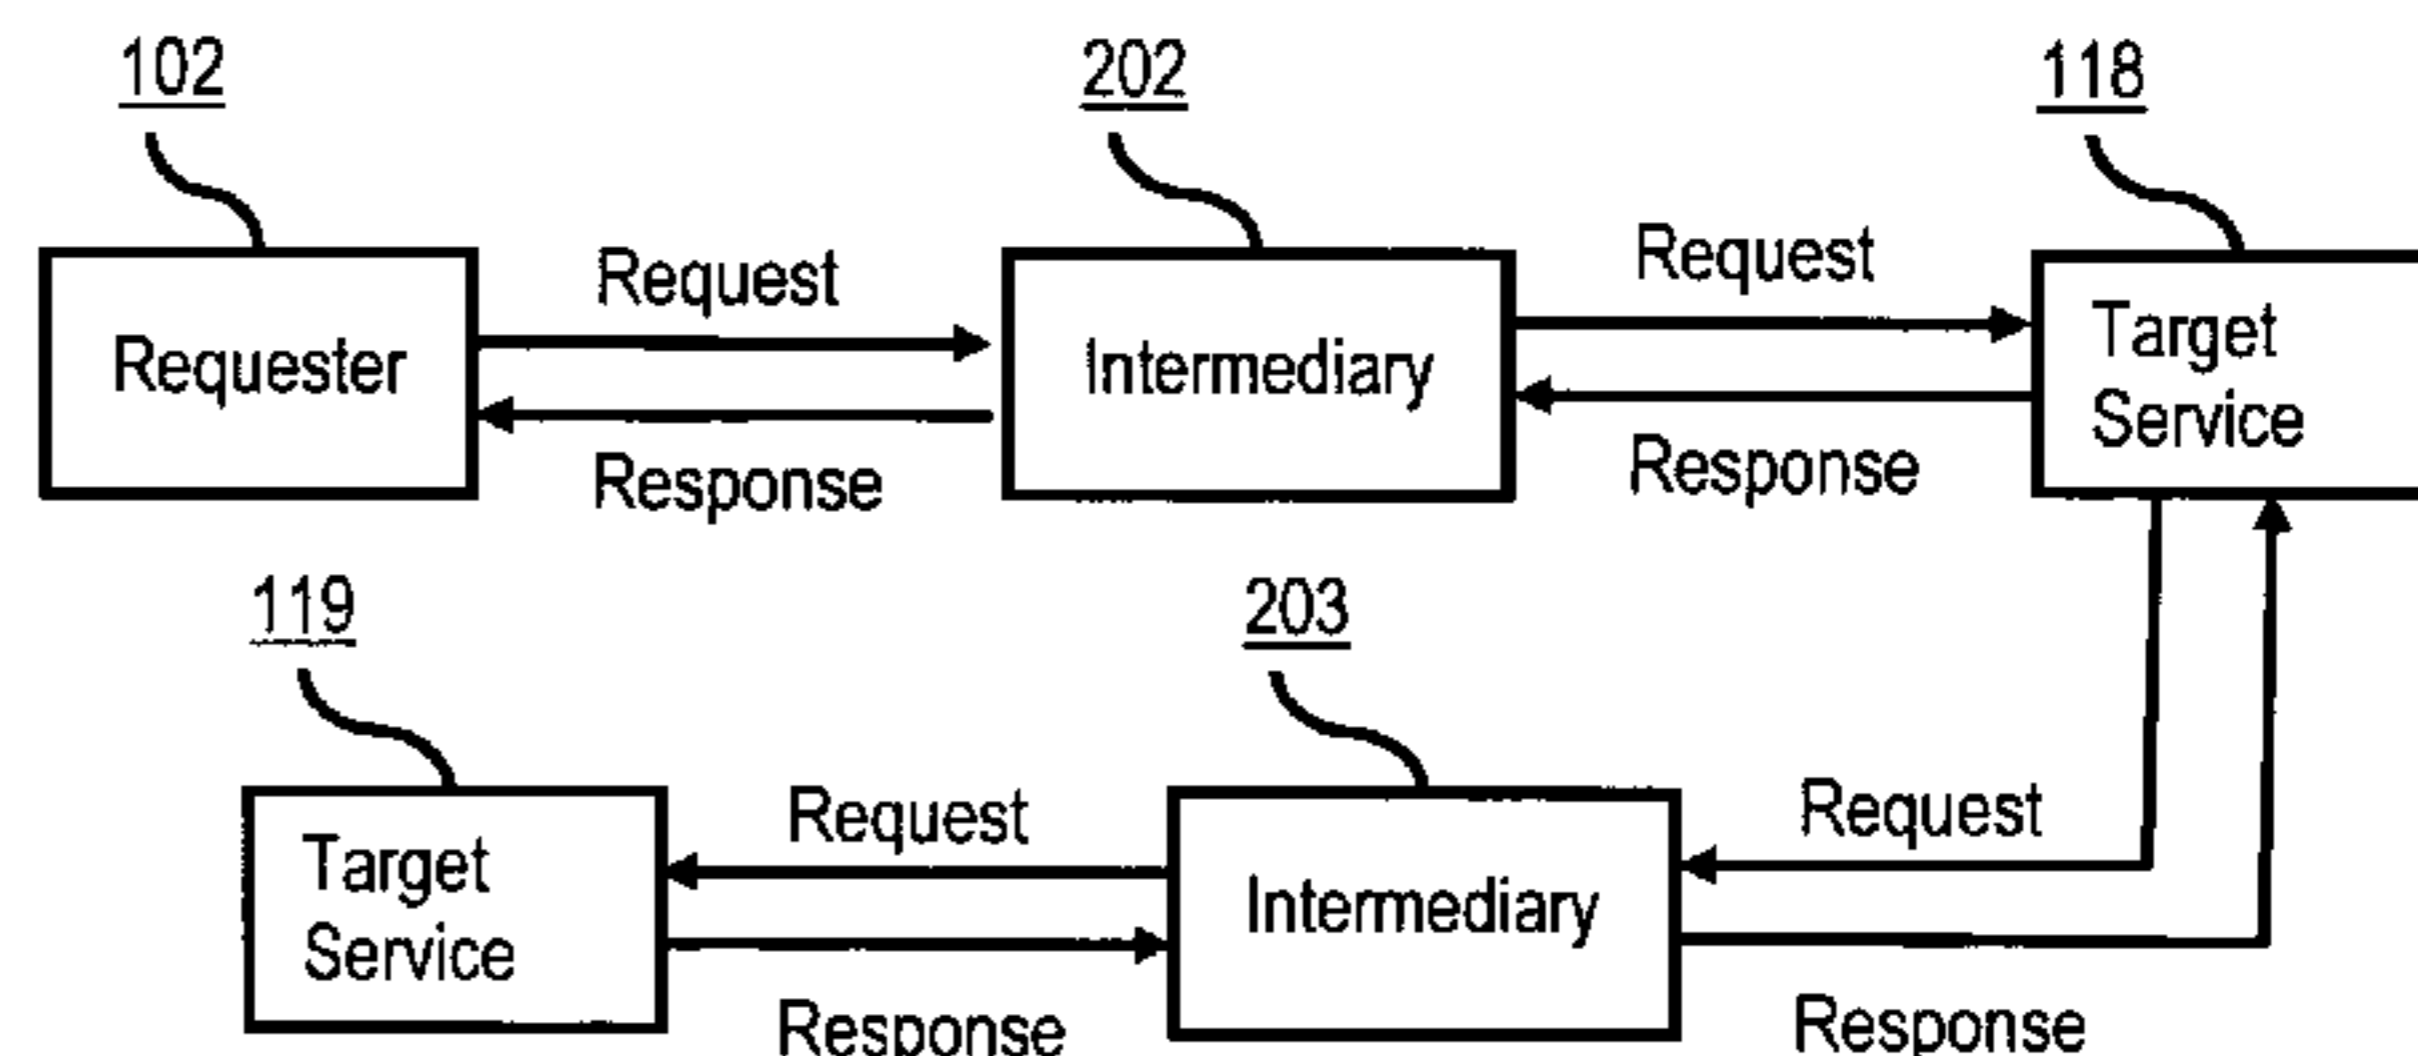 102
202
118
Request
Request
Requester
Intermediary
Target
Service
Response
Response
119
203
Request
Request
Target
Service
Intermediary
Response
Response